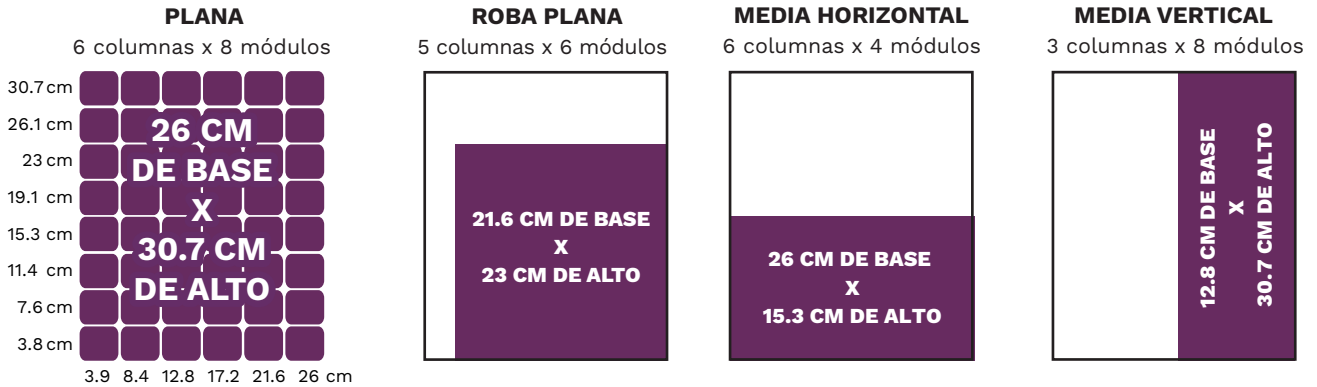 PLANA
6 columnas x 8 módulos
30.7 cm
26.1 cm
23 cm
19.1 cm
15.3 cm
11.4 cm
7.6 cm
3.8 cm
26 CM
DE BASE
X
30.7 CM
DE ALTO
3.9 8.4 12.8 17.2 21.6 26 cm
ROBA PLANA
5 columnas x 6 módulos
21.6 CM DE BASE
X
23 CM DE ALTO
MEDIA HORIZONTAL
6 columnas x 4 módulos
26 CM DE BASE
X
15.3 CM DE ALTO
MEDIA VERTICAL
3 columnas x 8 módulos
12.8 CM DE BASE
X
30.7 CM DE ALTO